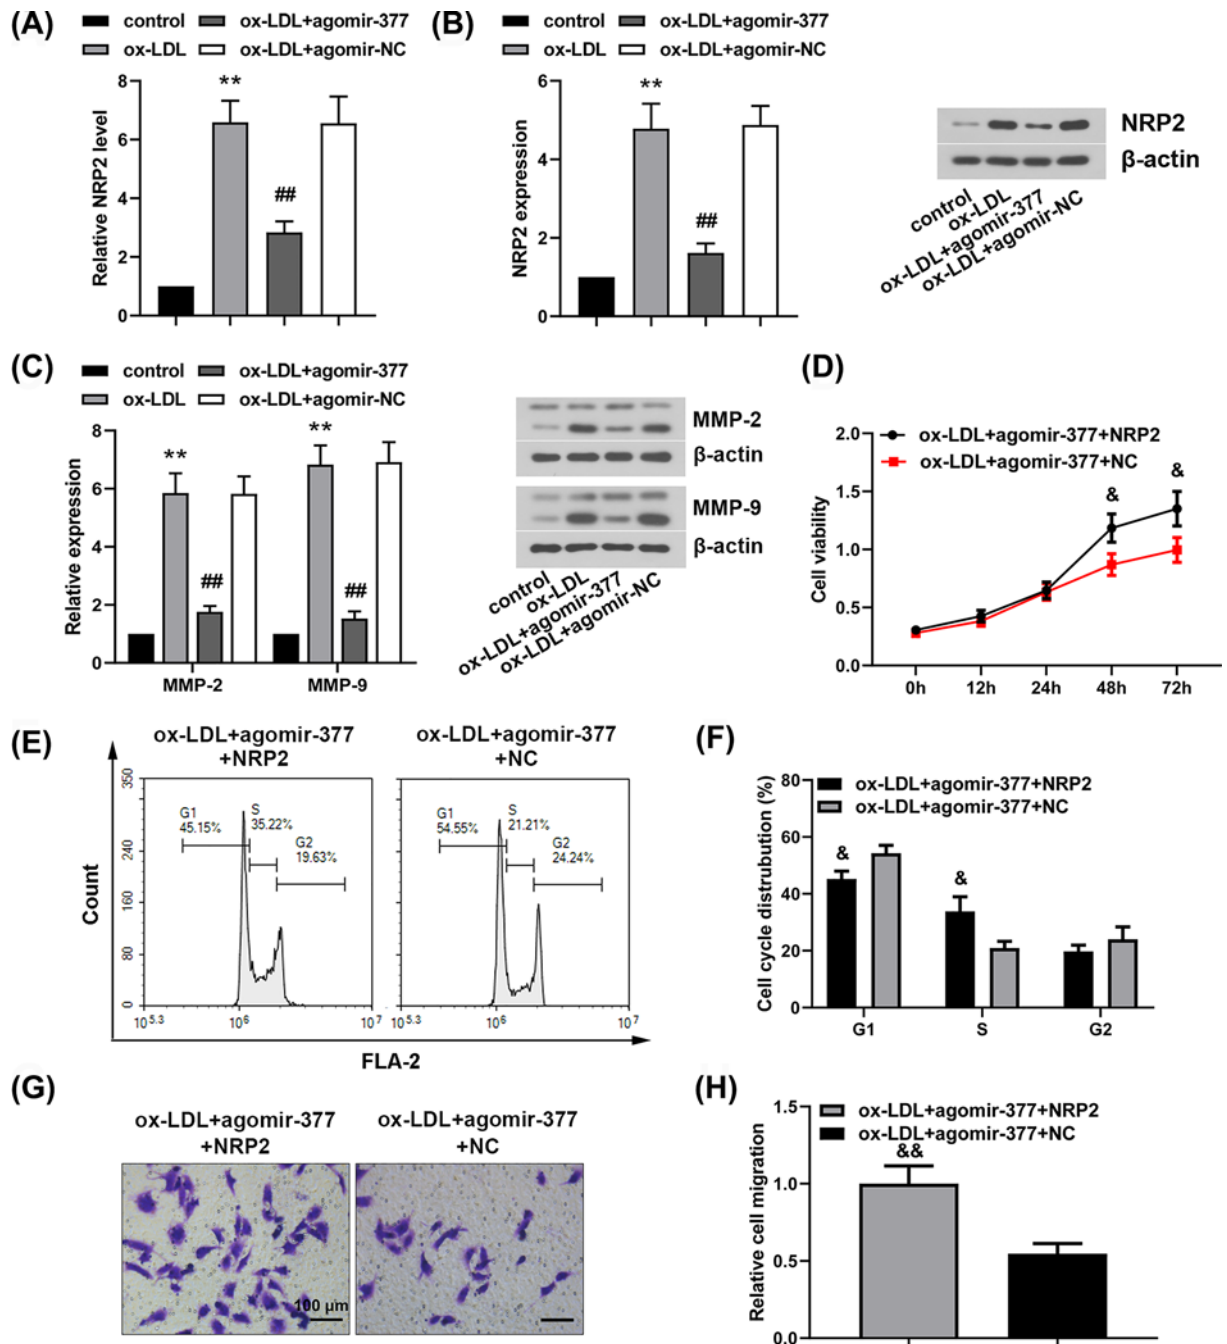 (A)
control
ox-LDL+agomir-377
ox-LDL
ox-LDL+agomir-NC
**
##
Relative NRP2 level
8
6
4
2
0
(B)
control
ox-LDL+agomir-377
ox-LDL
ox-LDL+agomir-NC
**
##
NRP2 expression
6
4
2
0
NRP2
β-actin
control
ox-LDL
ox-LDL+agomir-377
ox-LDL+agomir-NC
(C)
control
ox-LDL+agomir-377
ox-LDL
ox-LDL+agomir-NC
**
##
**
##
Relative expression
8
6
4
2
0
MMP-2
MMP-9
MMP-2
β-actin
MMP-9
β-actin
control
ox-LDL
ox-LDL+agomir-377
ox-LDL+agomir-NC
(D)
ox-LDL+agomir-377+NRP2
ox-LDL+agomir-377+NC
&
&
Cell viability
2.0
1.5
1.0
0.5
0.0
0h
12h
24h
48h
72h
(E)
ox-LDL+agomir-377
+NRP2
ox-LDL+agomir-377
+NC
Count
350
240
160
80
0
G1
45.15%
S
35.22%
G2
19.63%
10^5.3
10^6
10^7
G1
54.55%
S
21.21%
G2
24.24%
10^5.3
10^6
10^7
FLA-2
(F)
ox-LDL+agomir-377+NRP2
ox-LDL+agomir-377+NC
&
&
Cell cycle distrubution (%)
80
60
40
20
0
G1
S
G2
(G)
ox-LDL+agomir-377
+NRP2
ox-LDL+agomir-377
+NC
100 μm
(H)
ox-LDL+agomir-377+NRP2
ox-LDL+agomir-377+NC
&&
Relative cell migration
1.5
1.0
0.5
0.0